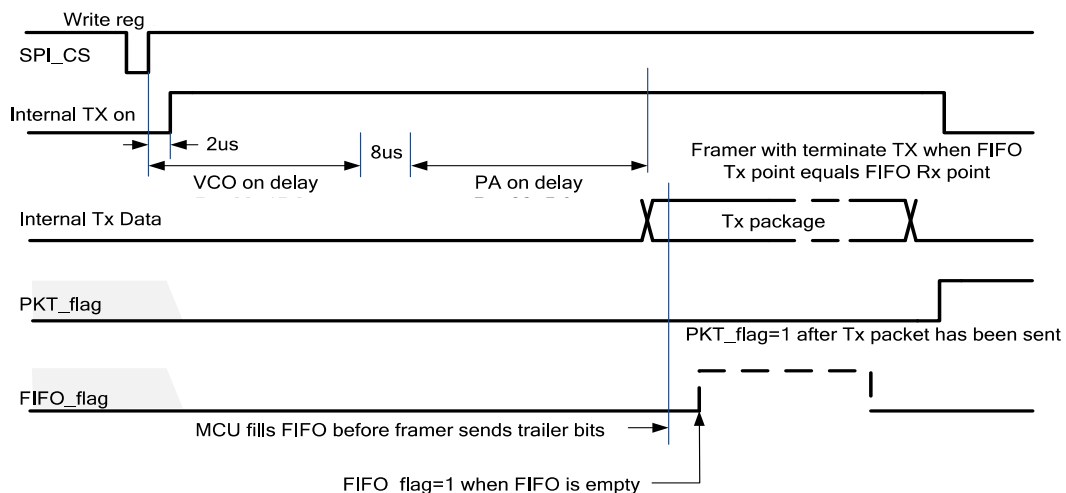 Write reg
SPI_CS
Internal TX on
2us
8us
VCO on delay
PA on delay
Framer with terminate TX when FIFO
Tx point equals FIFO Rx point
Internal Tx Data
Tx package
PKT_flag
PKT_flag=1 after Tx packet has been sent
FIFO_flag
MCU fills FIFO before framer sends trailer bits
FIFO_flag=1 when FIFO is empty